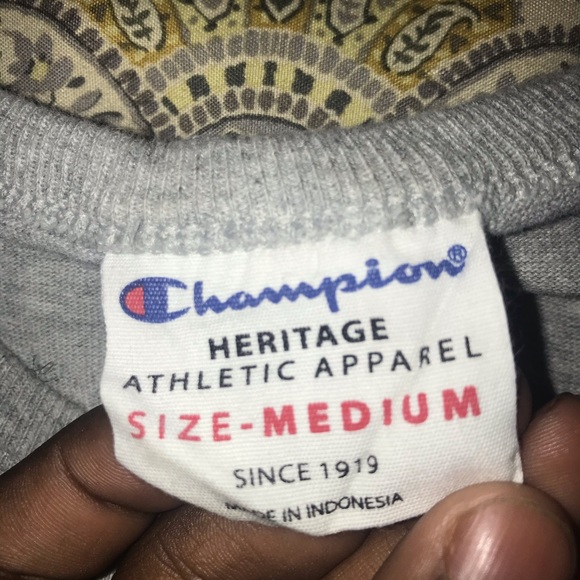 Champion®
HERITAGE
ATHLETIC APPAREL
SIZE-MEDIUM
SINCE 1919
MADE IN INDONESIA